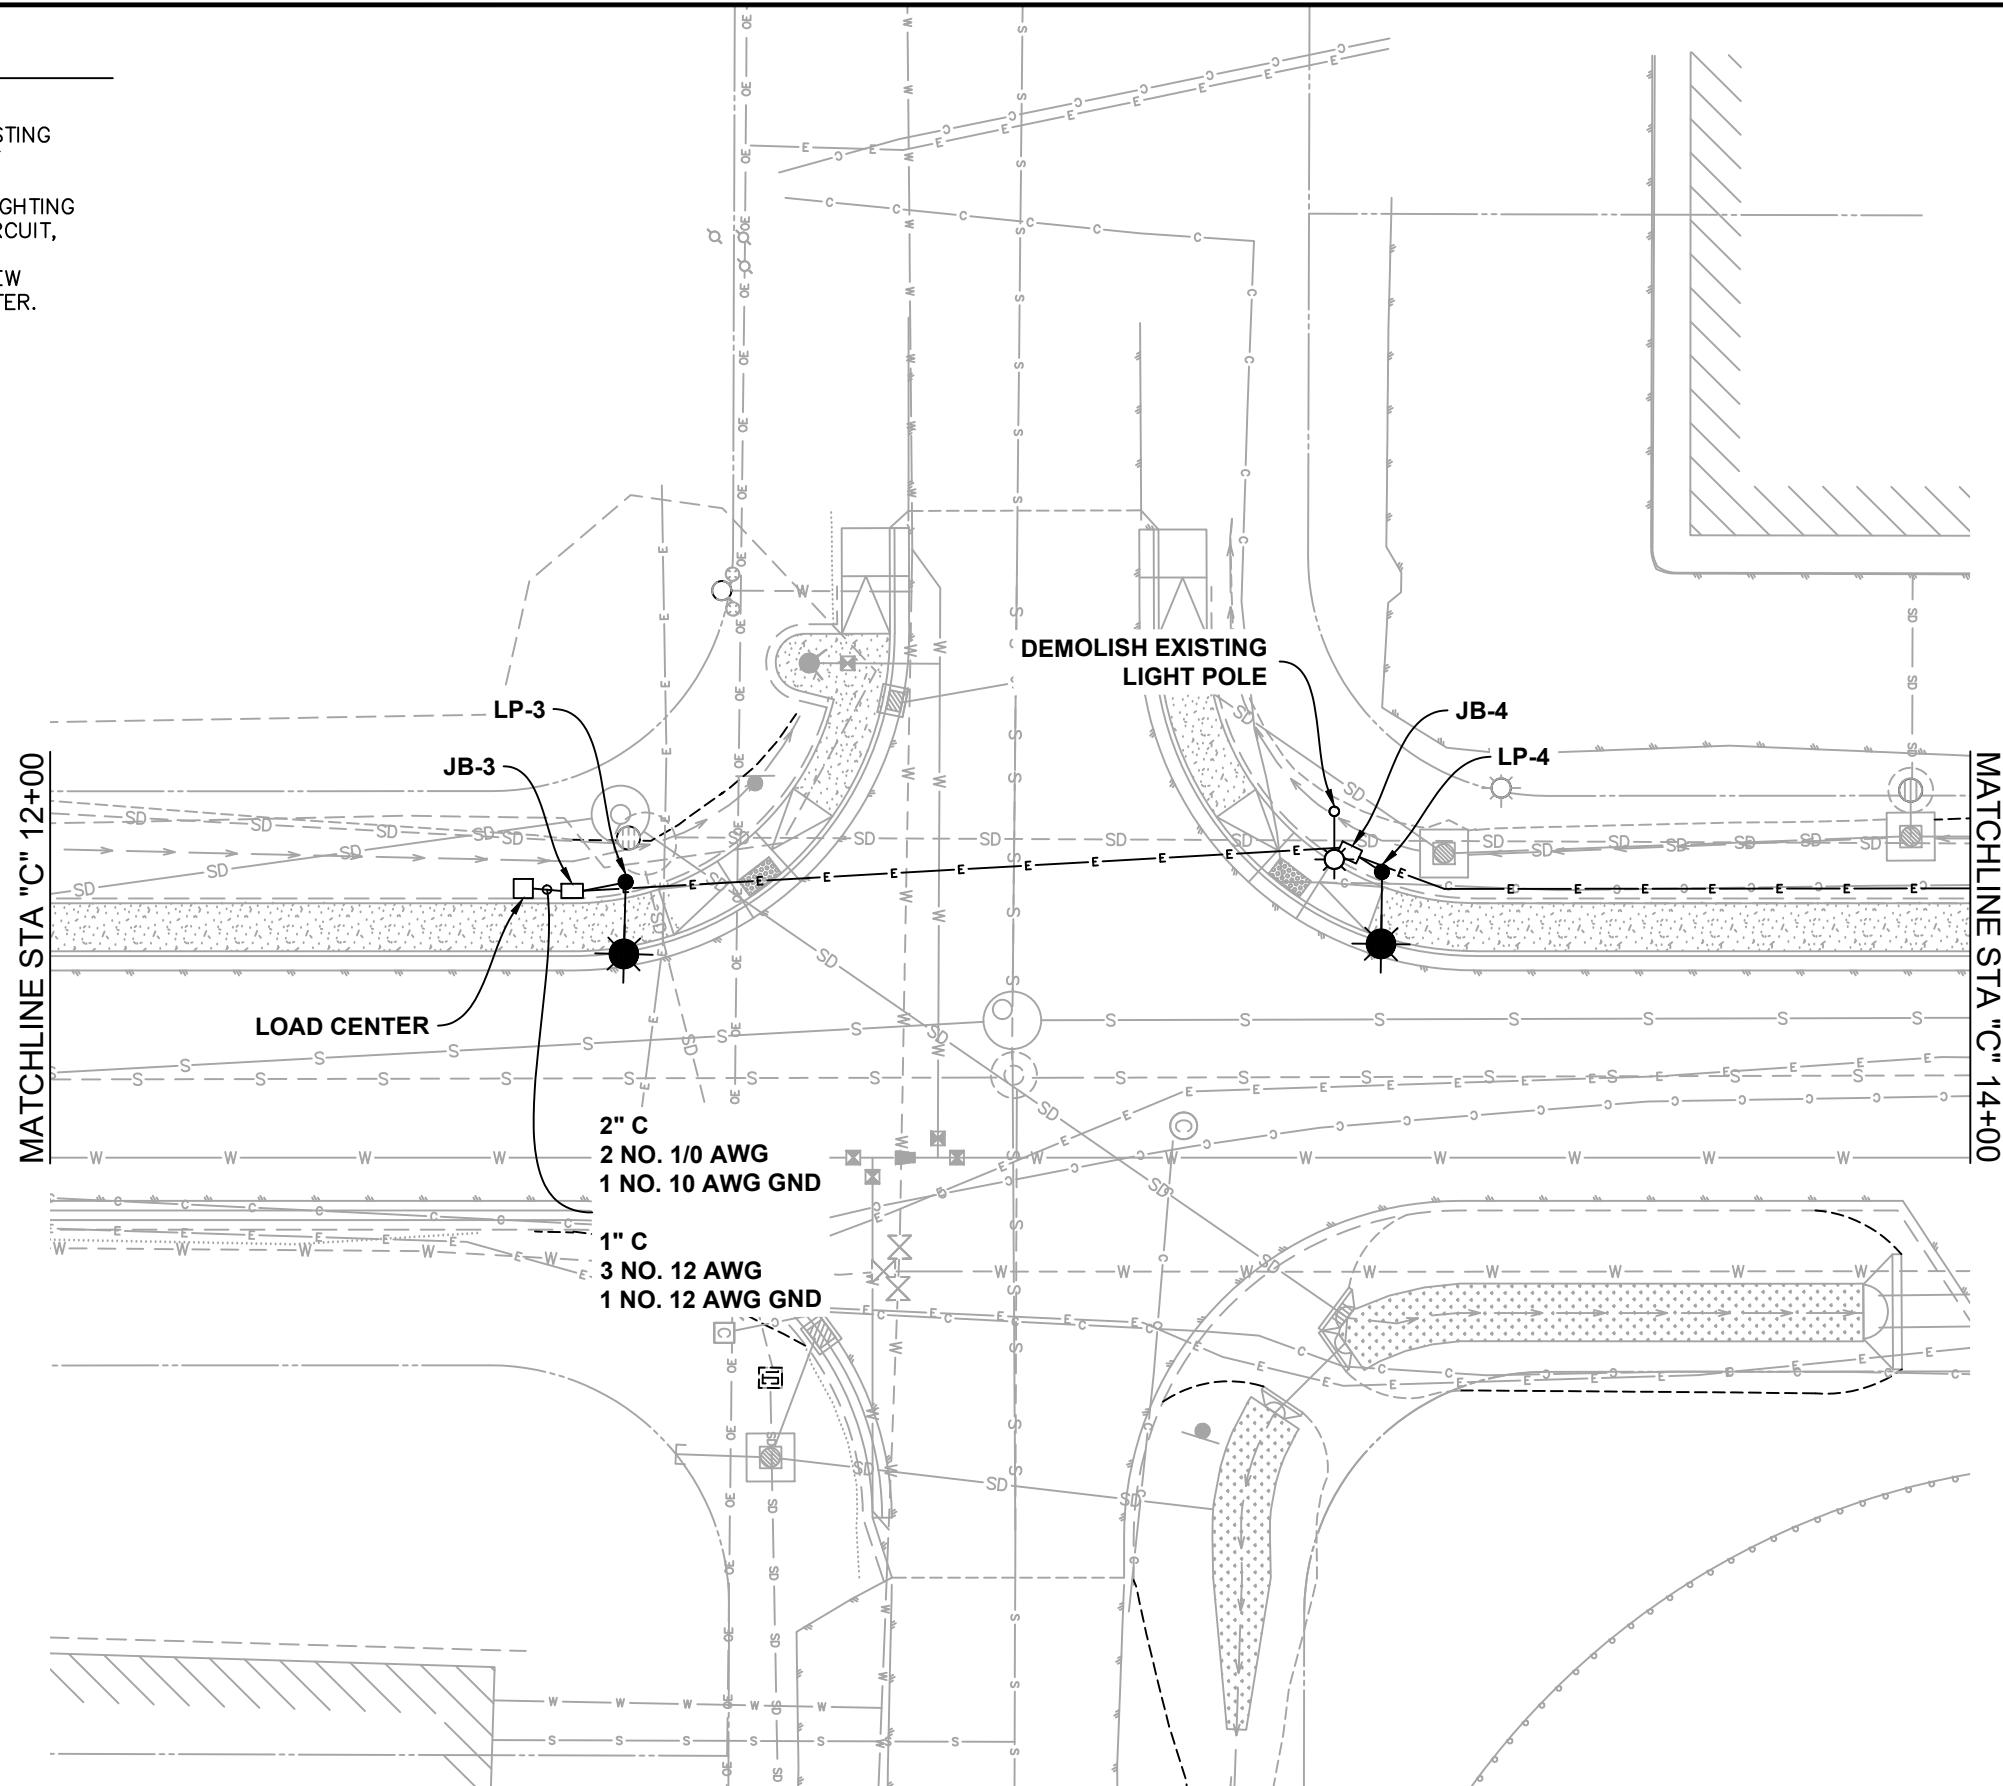 STING
IGHTING
RCUIT,
EW
TER.
DEMOLISH EXISTING
LIGHT POLE
LP-3
JB-4
JB-3
LP-4
MATCHLINE STA "C" 12+00
MATCHLINE STA "C" 14+00
LOAD CENTER
2" C
2 NO. 1/0 AWG
1 NO. 10 AWG GND
1" C
3 NO. 12 AWG
1 NO. 12 AWG GND